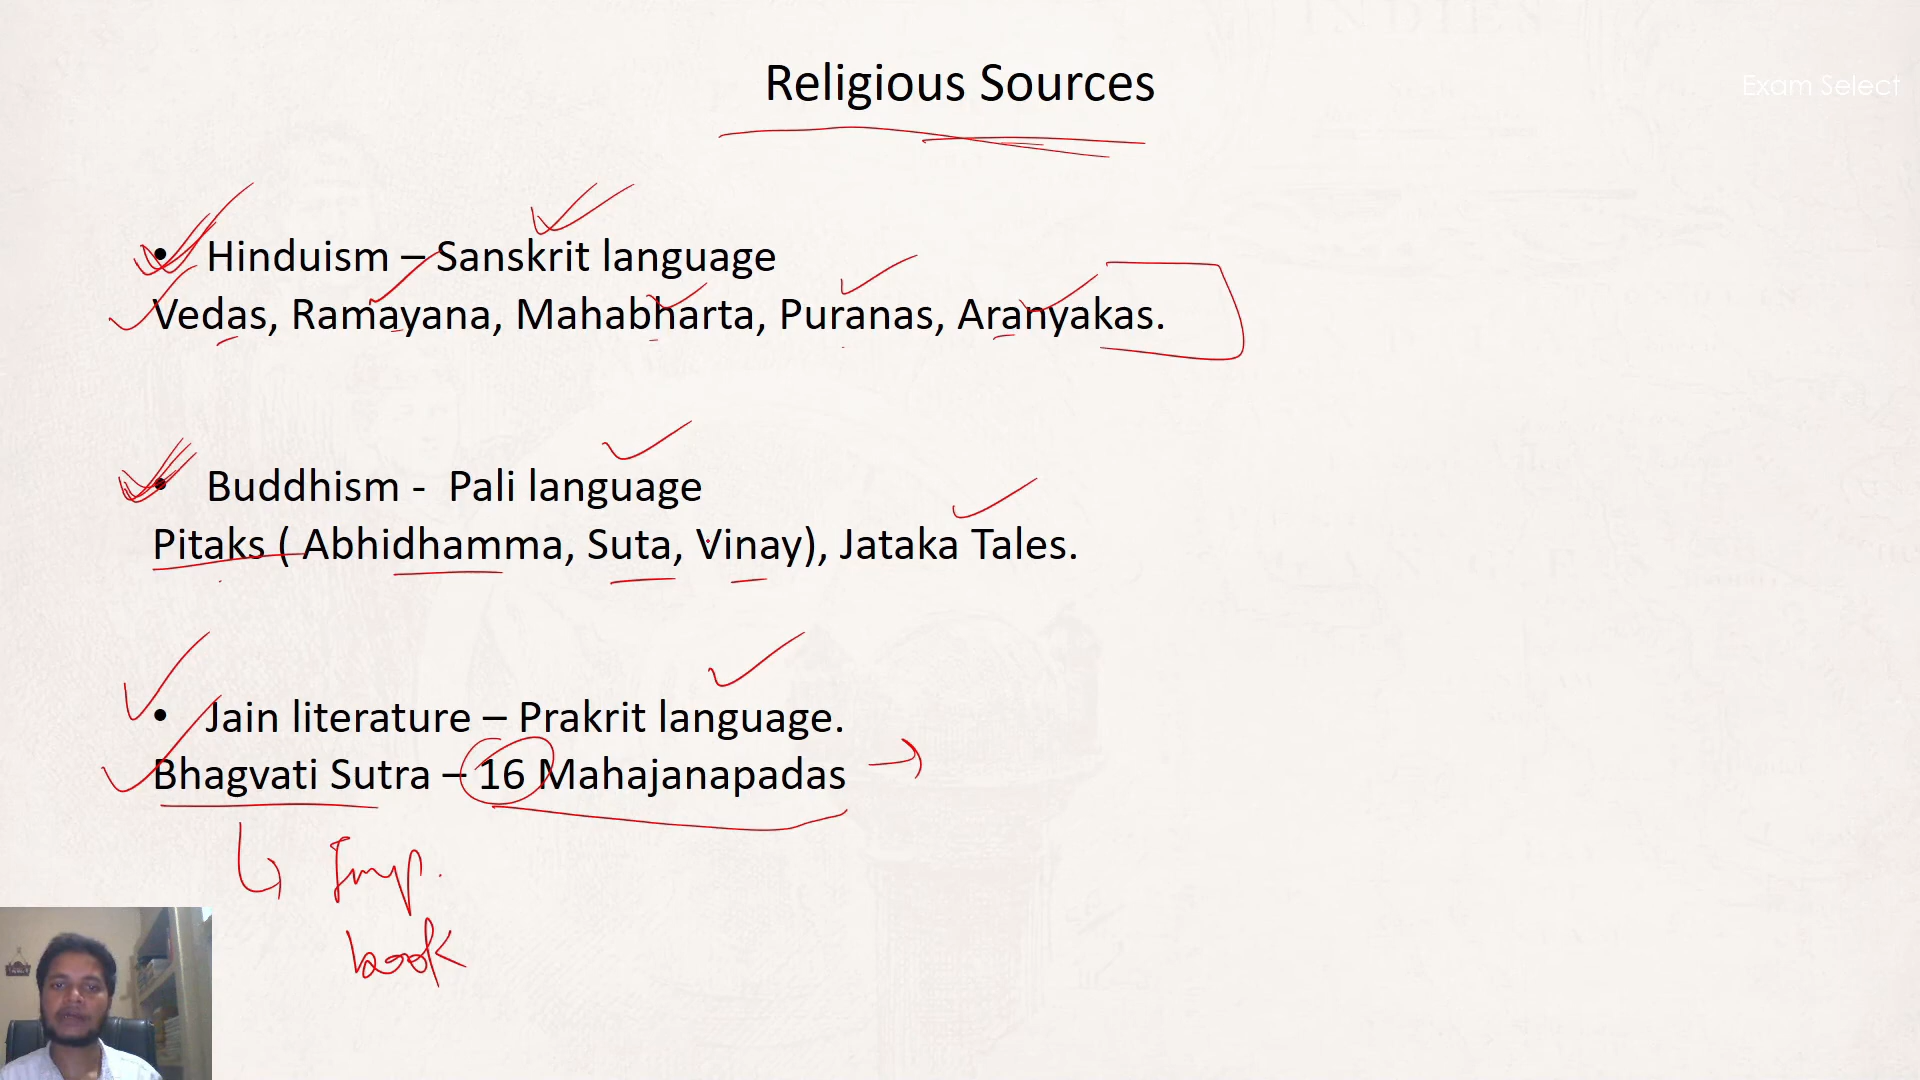 Religious Sources
Exam Select
• Hinduism – Sanskrit language
Vedas, Ramayana, Mahabharta, Puranas, Aranyakas.
• Buddhism - Pali language
Pitaks ( Abhidhamma, Suta, Vinay), Jataka Tales.
• Jain literature – Prakrit language.
Bhagvati Sutra – 16 Mahajanapadas
Imp.
book